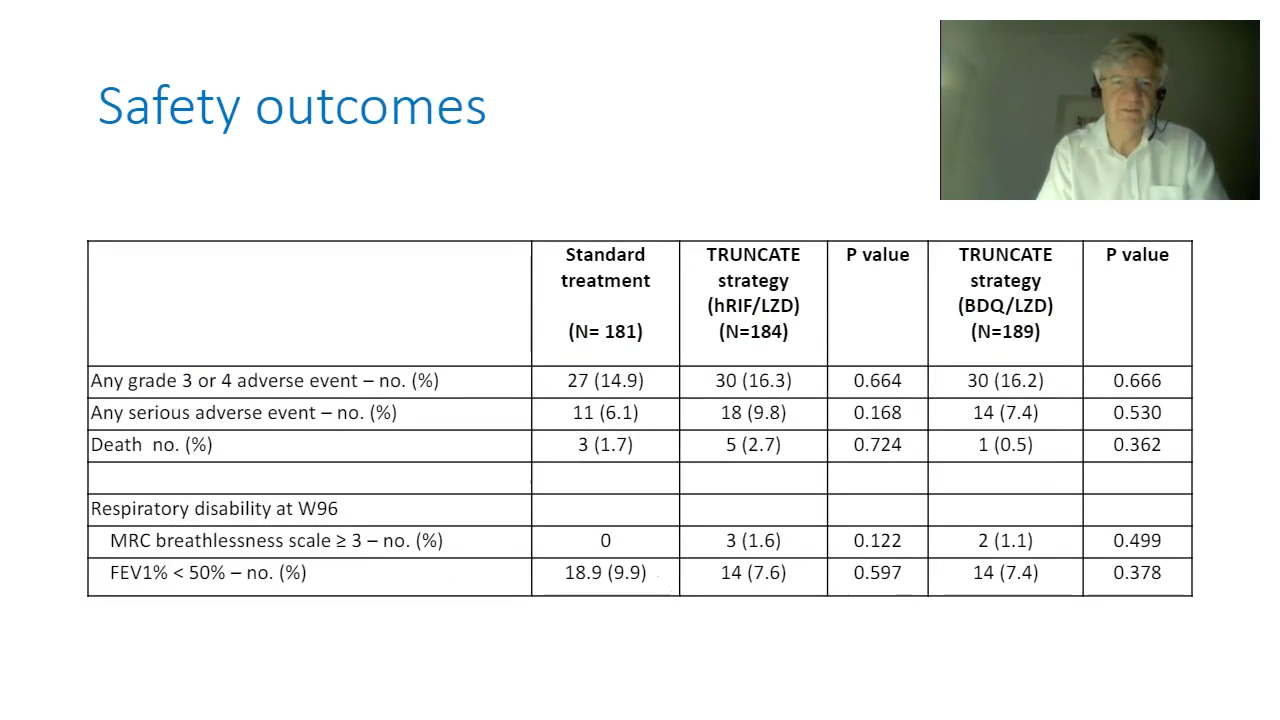 Safety outcomes
Standard treatment (N= 181) TRUNCATE strategy (hRIF/LZD) (N=184) P value TRUNCATE strategy (BDQ/LZD) (N=189) P value
Any grade 3 or 4 adverse event – no. (%) 27 (14.9) 30 (16.3) 0.664 30 (16.2) 0.666
Any serious adverse event – no. (%) 11 (6.1) 18 (9.8) 0.168 14 (7.4) 0.530
Death no. (%) 3 (1.7) 5 (2.7) 0.724 1 (0.5) 0.362
Respiratory disability at W96
MRC breathlessness scale ≥ 3 – no. (%) 0 3 (1.6) 0.122 2 (1.1) 0.499
FEV1% < 50% – no. (%) 18.9 (9.9) 14 (7.6) 0.597 14 (7.4) 0.378